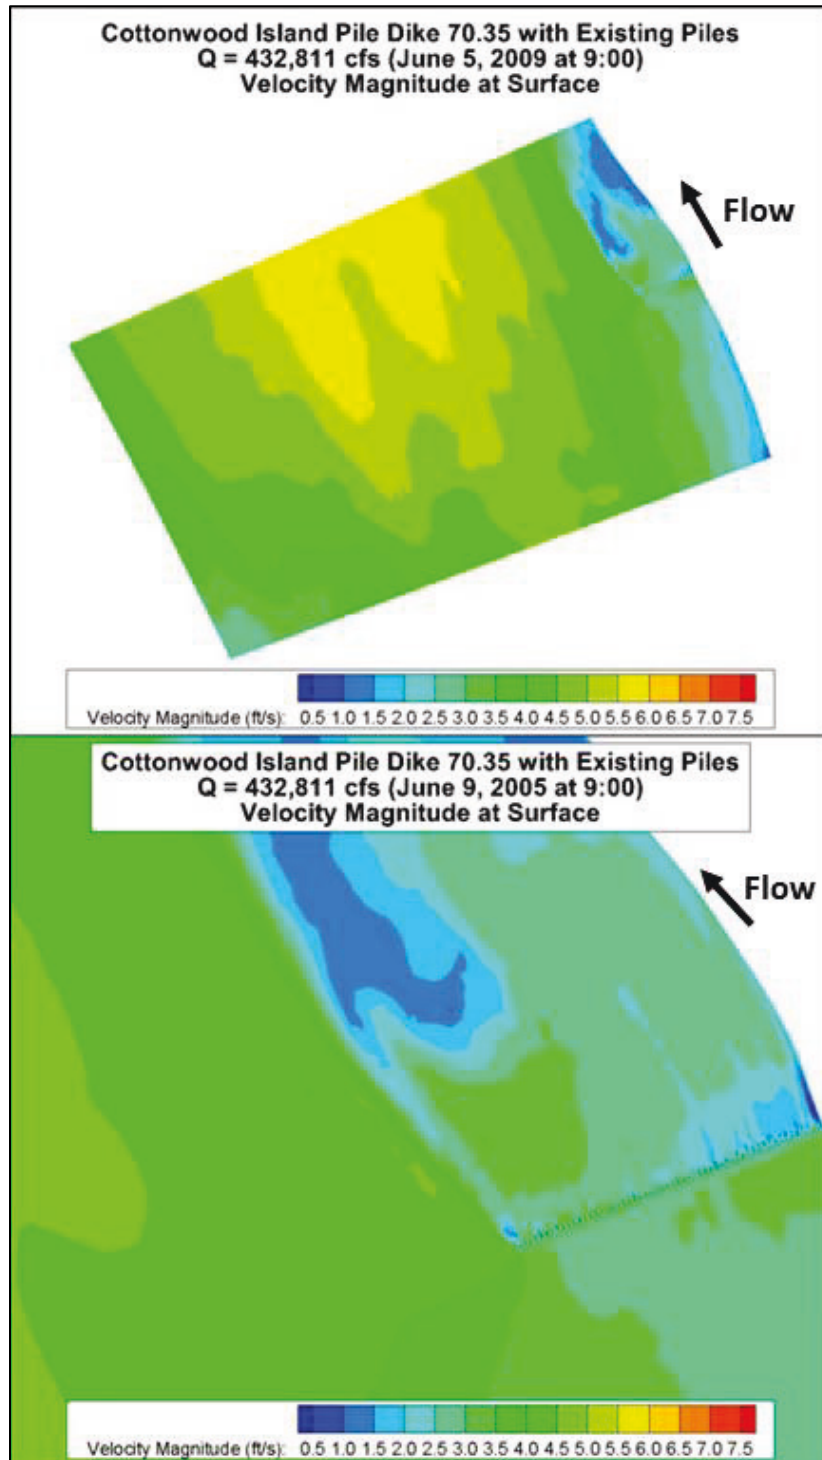 Cottonwood Island Pile Dike 70.35 with Existing Piles
Q = 432,811 cfs (June 5, 2009 at 9:00)
Velocity Magnitude at Surface
Flow
Velocity Magnitude (ft/s): 0.5 1.0 1.5 2.0 2.5 3.0 3.5 4.0 4.5 5.0 5.5 6.0 6.5 7.0 7.5
Cottonwood Island Pile Dike 70.35 with Existing Piles
Q = 432,811 cfs (June 9, 2005 at 9:00)
Velocity Magnitude at Surface
Flow
Velocity Magnitude (ft/s): 0.5 1.0 1.5 2.0 2.5 3.0 3.5 4.0 4.5 5.0 5.5 6.0 6.5 7.0 7.5